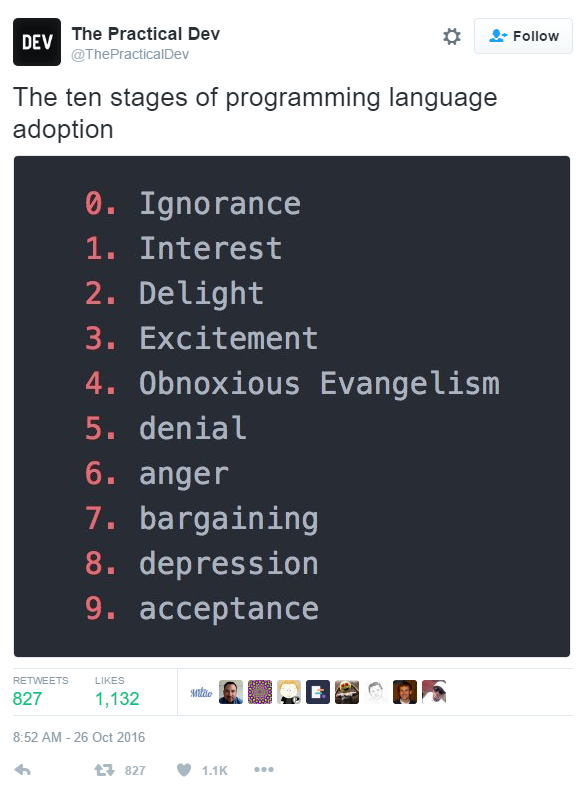 DEV
The Practical Dev
@ThePracticalDev
Follow
The ten stages of programming language
adoption
0. Ignorance
1. Interest
2. Delight
3. Excitement
4. Obnoxious Evangelism
5. denial
6. anger
7. bargaining
8. depression
9. acceptance
RETWEETS LIKES
827 1,132
8:52 AM - 26 Oct 2016
827 1.1K